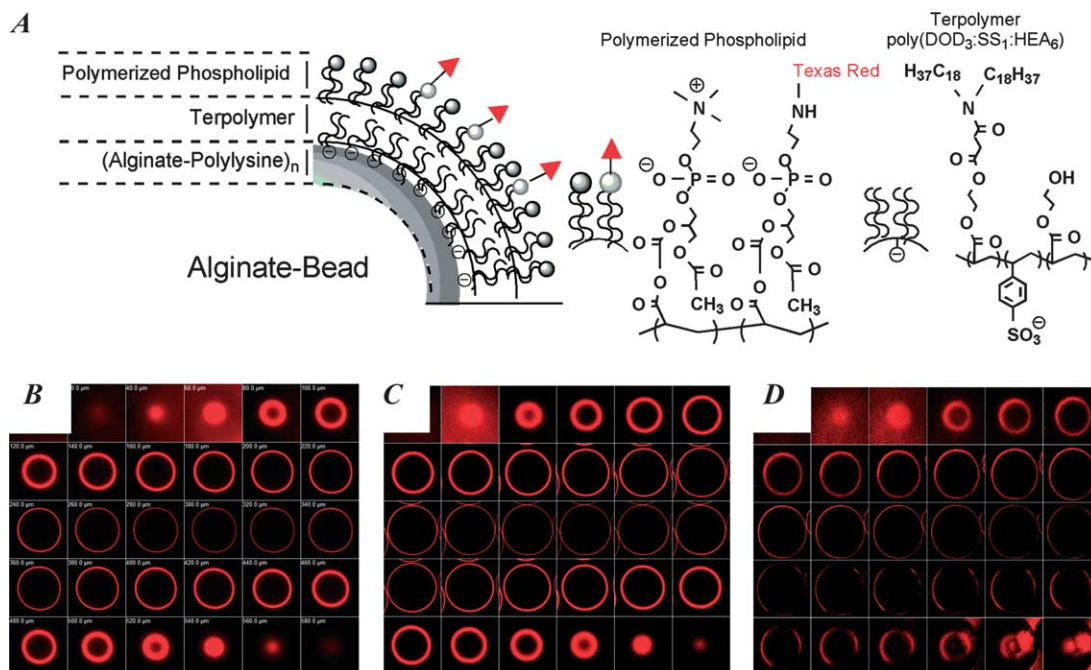 A
Polymerized Phospholipid
Terpolymer
(Alginate-Polylysine)n
Alginate-Bead
Polymerized Phospholipid
Texas Red
Terpolymer
poly(DOD3:SS1:HEA6)
H37C18
C18H37
N
⊕
NH
N
O
O
⊖
O-P=O
O
⊖
O-P=O
O
O
O
OH
O
O
O
O
O
O
O
O
O
CH3
O
CH3
O
O
O
O
SO3
⊖
B
0.0 µm 40.0 µm 60.0 µm 80.0 µm 100.0 µm
120.0 µm 140.0 µm 160.0 µm 180.0 µm 200.0 µm 220.0 µm
240.0 µm 260.0 µm 280.0 µm 300.0 µm 320.0 µm 340.0 µm
360.0 µm 380.0 µm 400.0 µm 420.0 µm 440.0 µm 460.0 µm
480.0 µm 500.0 µm 520.0 µm 540.0 µm 560.0 µm 580.0 µm
C
D